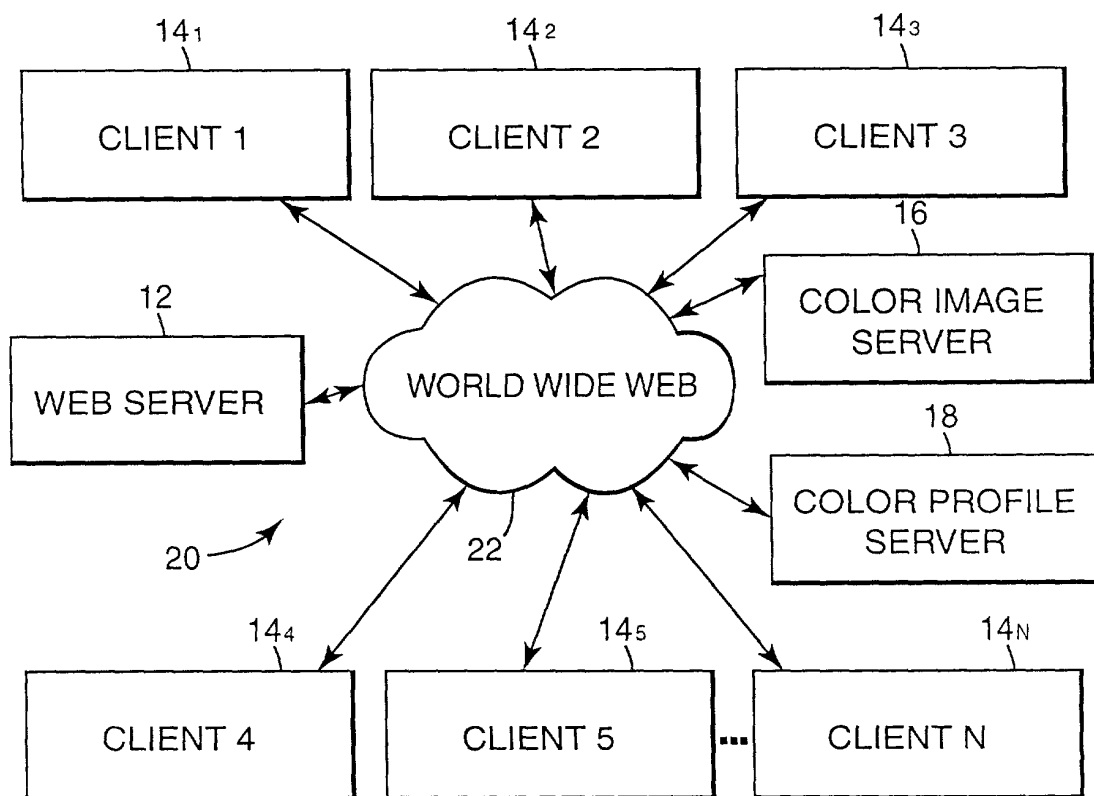 14₁
14₂
14₃
CLIENT 1
CLIENT 2
CLIENT 3
16
COLOR IMAGE
SERVER
12
WEB SERVER
WORLD WIDE WEB
18
COLOR PROFILE
SERVER
20
22
14₄
14₅
14ₙ
CLIENT 4
CLIENT 5
...
CLIENT N